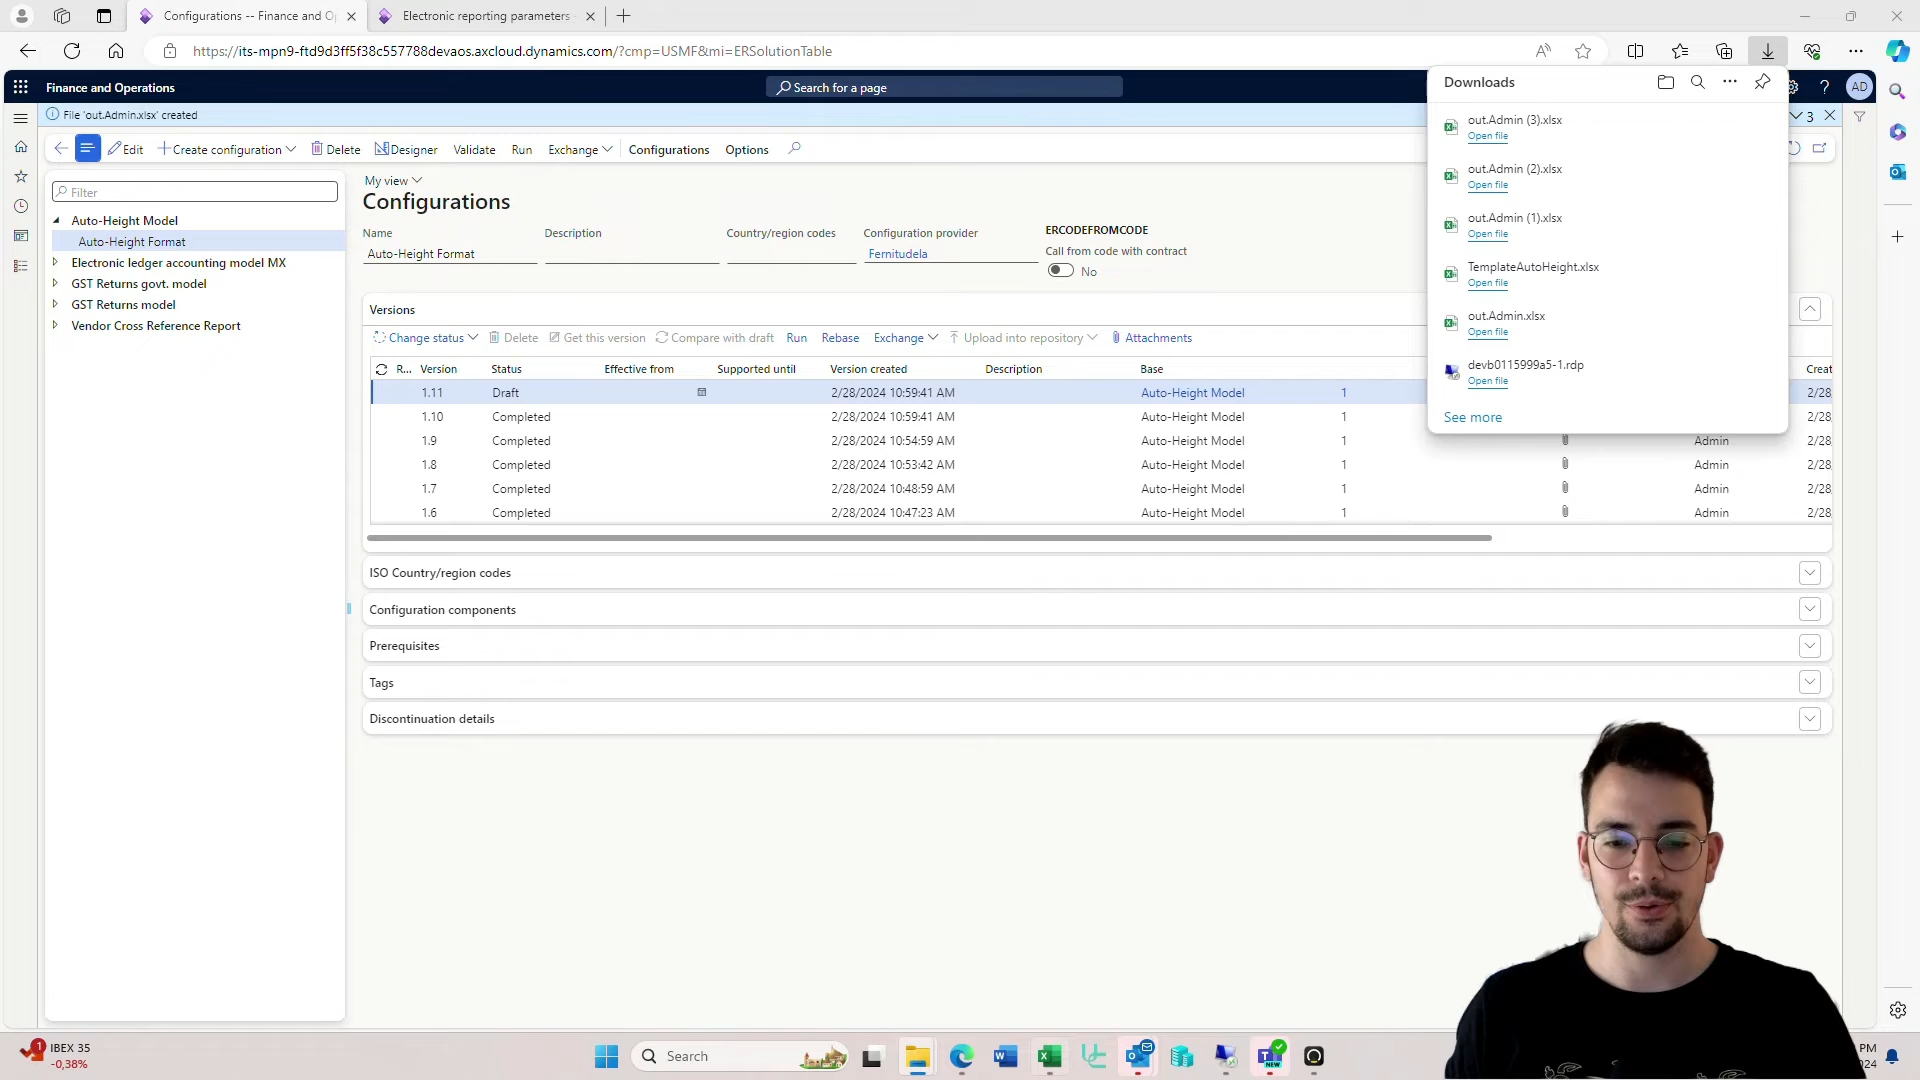 Configurations -- Finance and O
Electronic reporting parameters
https://its-mpn9-ftd9d3ff5f38c557788devaos.axcloud.dynamics.com/?cmp=USMF&mi=ERSolutionTable
Finance and Operations
Search for a page
AD
File 'out.Admin.xlsx' created
3
Edit
Create configuration
Delete
Designer
Validate
Run
Exchange
Configurations
Options
Filter
Auto-Height Model
Auto-Height Format
Electronic ledger accounting model MX
GST Returns govt. model
GST Returns model
Vendor Cross Reference Report
My view
Configurations
Name
Description
Country/region codes
Configuration provider
ERCODEFROMCODE
Auto-Height Format
Fernitudela
Call from code with contract
No
Versions
Change status
Delete
Get this version
Compare with draft
Run
Rebase
Exchange
Upload into repository
Attachments
R... Version Status Effective from Supported until Version created Description Base Creat
1.11 Draft 2/28/2024 10:59:41 AM Auto-Height Model 1 2/28
1.10 Completed 2/28/2024 10:59:41 AM Auto-Height Model 1 2/28
1.9 Completed 2/28/2024 10:54:59 AM Auto-Height Model 1 Admin 2/28
1.8 Completed 2/28/2024 10:53:42 AM Auto-Height Model 1 Admin 2/28
1.7 Completed 2/28/2024 10:48:59 AM Auto-Height Model 1 Admin 2/28
1.6 Completed 2/28/2024 10:47:23 AM Auto-Height Model 1 Admin 2/28
ISO Country/region codes
Configuration components
Prerequisites
Tags
Discontinuation details
Downloads
out.Admin (3).xlsx
Open file
out.Admin (2).xlsx
Open file
out.Admin (1).xlsx
Open file
TemplateAutoHeight.xlsx
Open file
out.Admin.xlsx
Open file
devb0115999a5-1.rdp
Open file
See more
1
IBEX 35
-0,38%
Search
NEW
PM
024